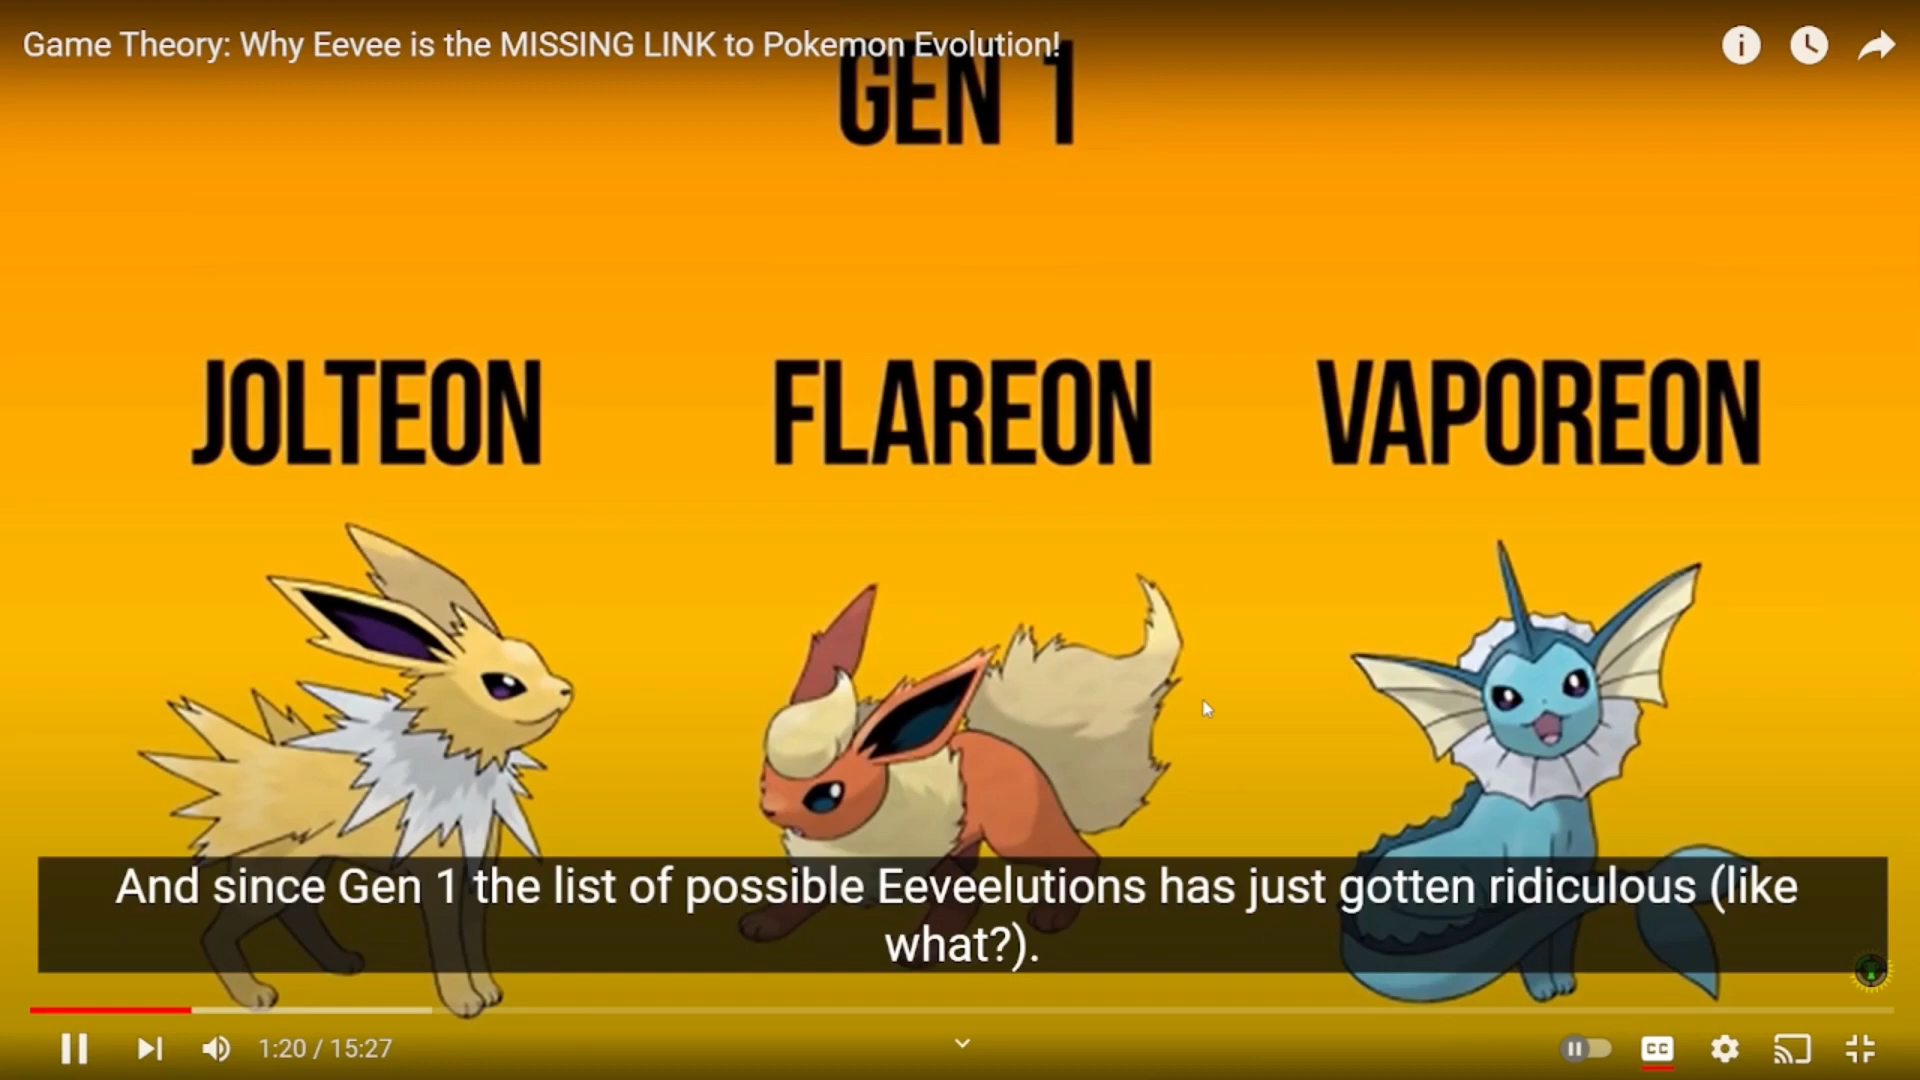 Game Theory: Why Eevee is the MISSING LINK to Pokemon Evolution!
GEN 1
JOLTEON
FLAREON
VAPOREON
And since Gen 1 the list of possible Eeveelutions has just gotten ridiculous (like
what?).
1:20 / 15:27
CC